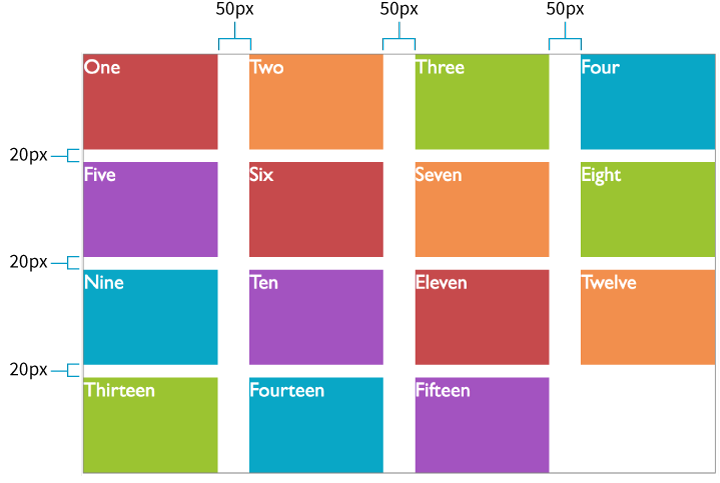 50px 50px 50px
One Two Three Four
20px
Five Six Seven Eight
20px
Nine Ten Eleven Twelve
20px
Thirteen Fourteen Fifteen